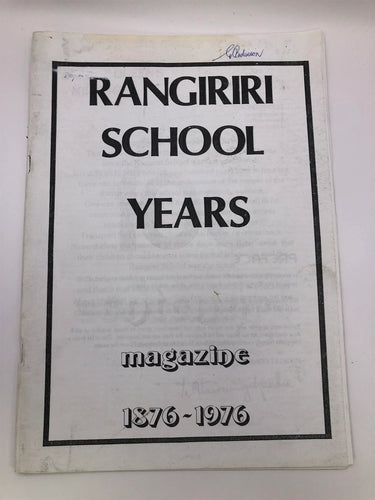 RANGIRIRI
SCHOOL
YEARS
magazine
1876-1976